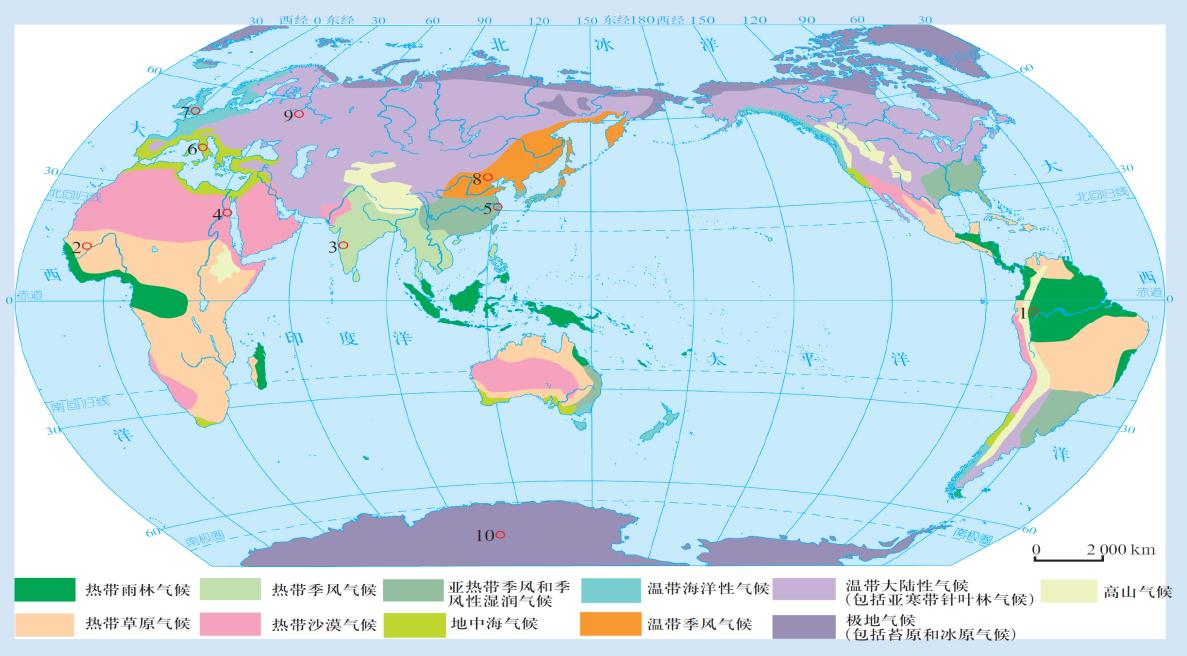 30 西经 0 东经 30 60 90 120 150 东经180西经 150 120 90 60 30
北 冰 洋
60 60
7 9
大
6
30 大 30
北回归线 北回归线
8
5
4
2 3
西 西
0 赤道 赤道 0
1
印 度 洋
太 平 洋
南回归线
30 洋 30
洋
60 南极圈 南极圈 60
10
0 2 000 km
热带雨林气候 热带季风气候 亚热带季风和季 温带海洋性气候 温带大陆性气候 高山气候
风性湿润气候 (包括亚寒带针叶林气候)
热带草原气候 热带沙漠气候 地中海气候 温带季风气候 极地气候
(包括苔原和冰原气候)